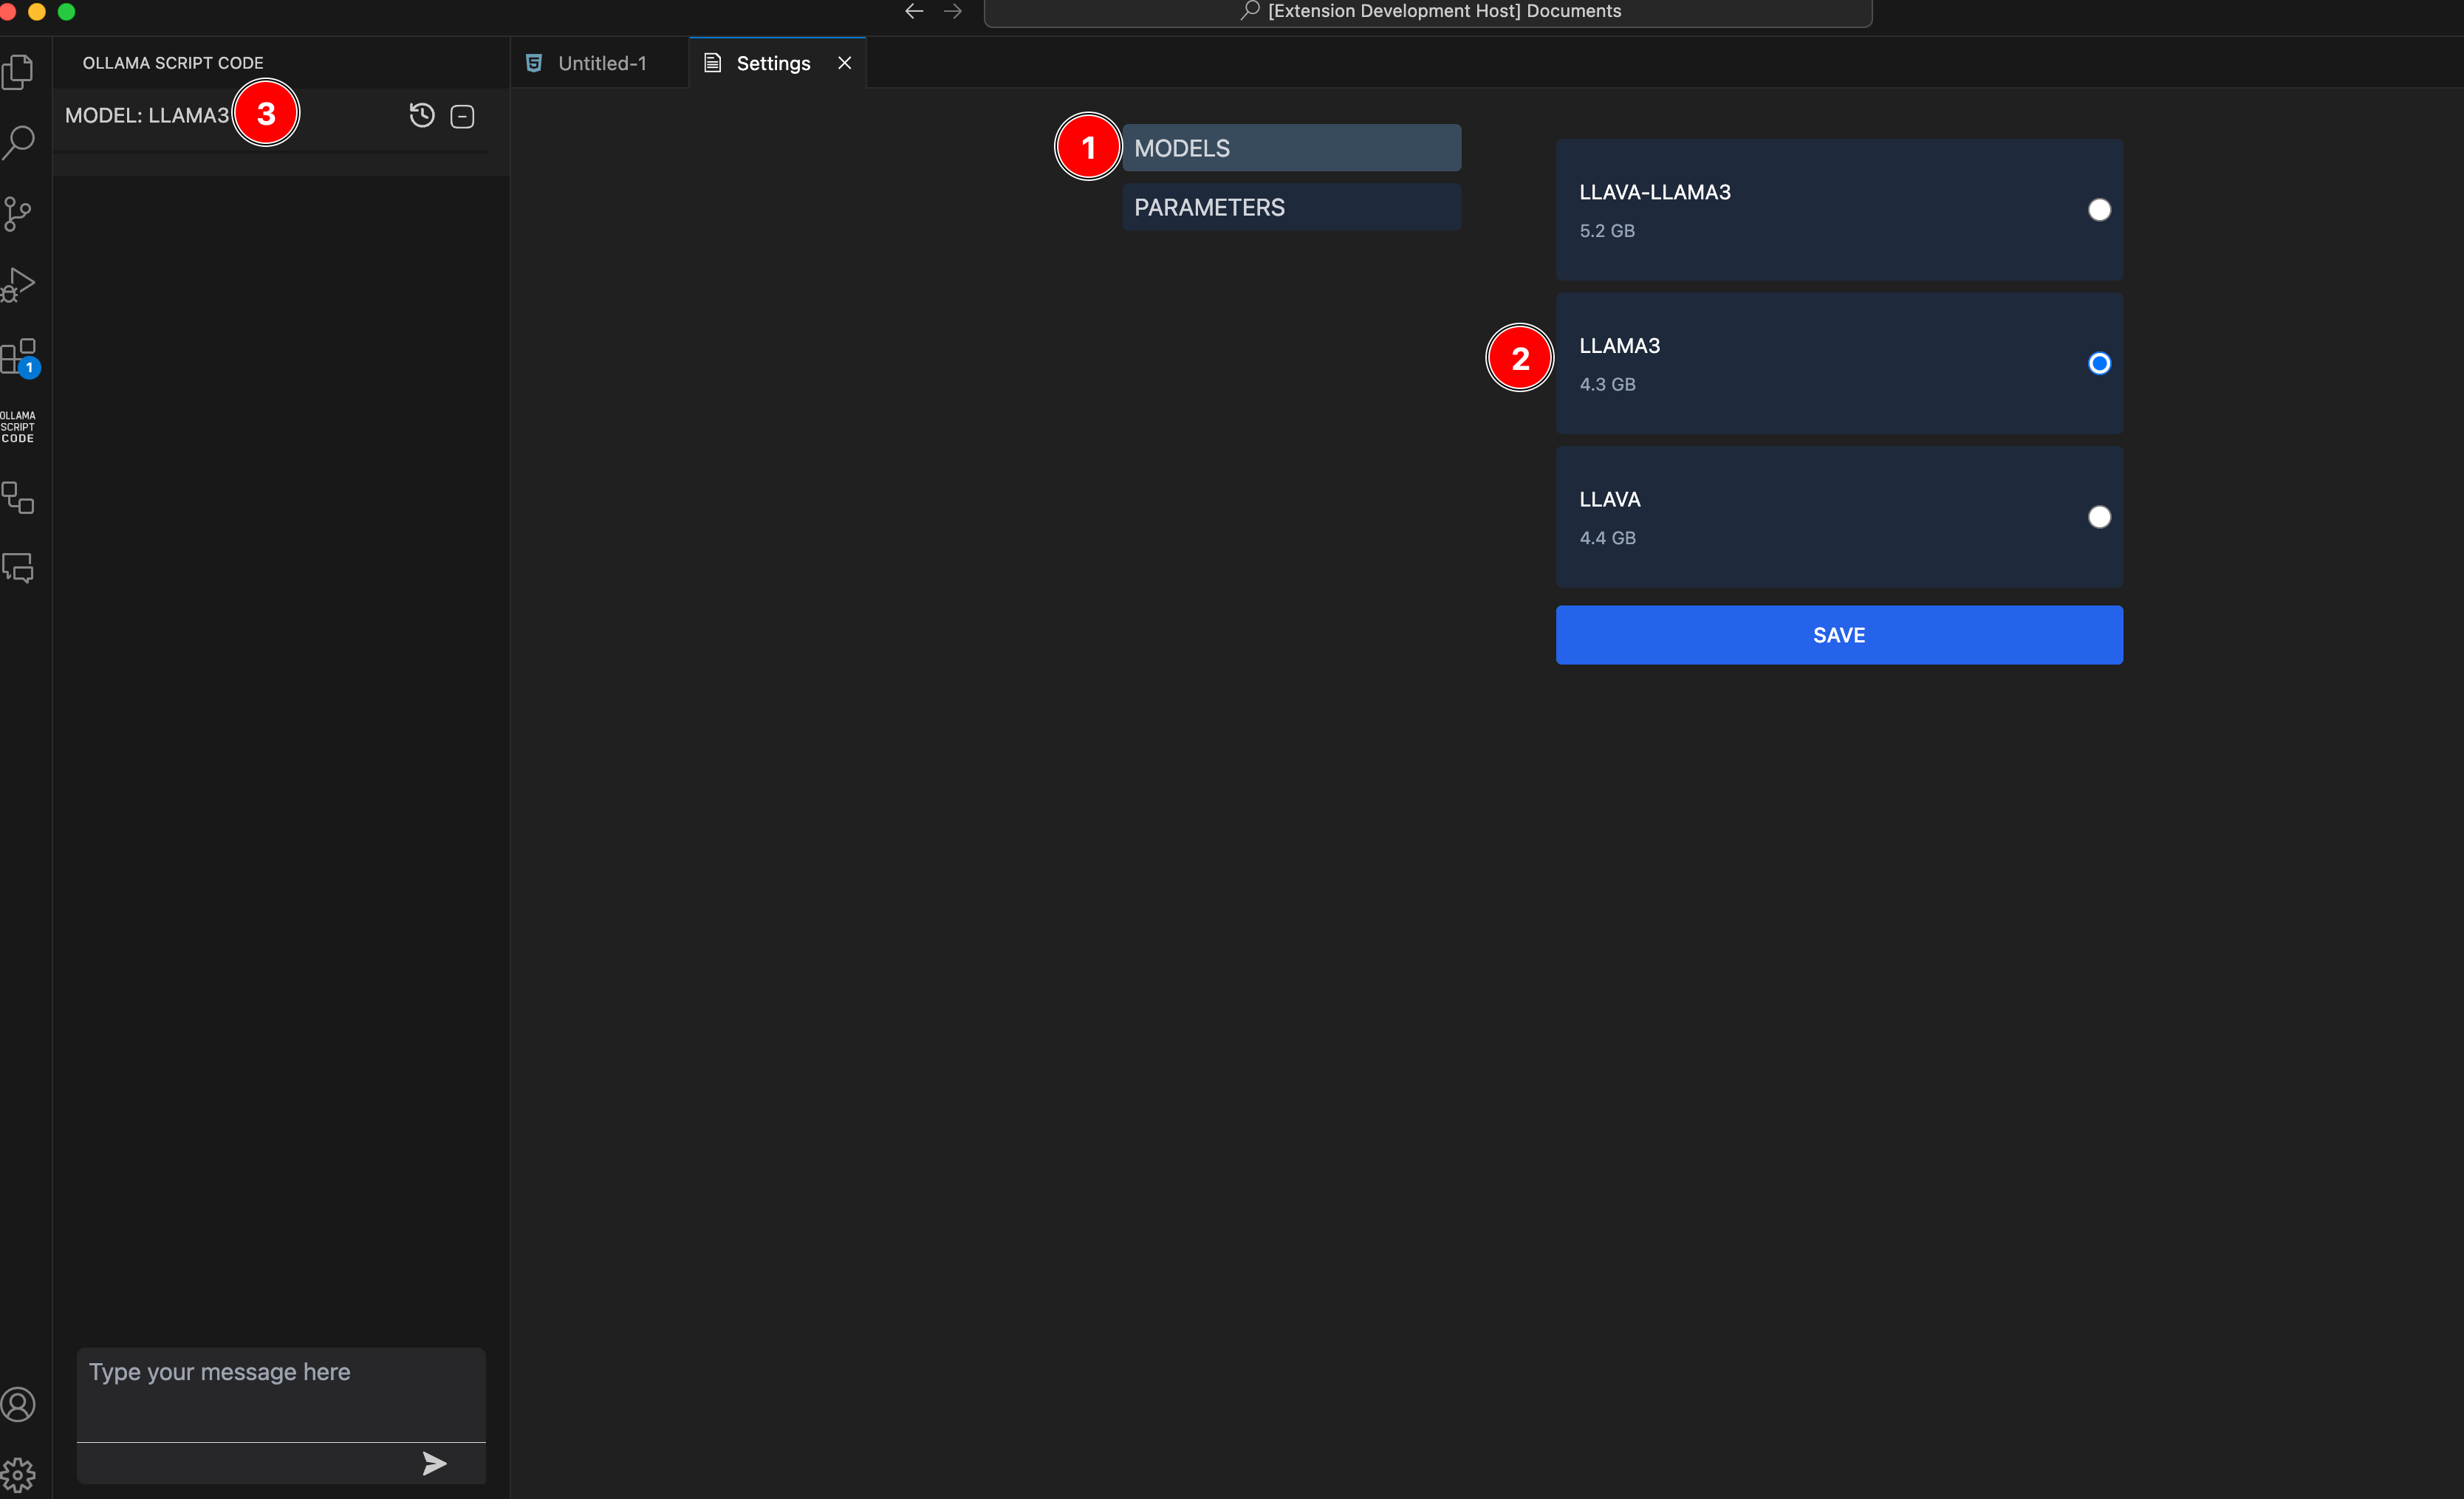 [Extension Development Host] Documents
OLLAMA SCRIPT CODE
Untitled-1
Settings
MODEL: LLAMA3
3
1
MODELS
PARAMETERS
LLAVA-LLAMA3
5.2 GB
2
LLAMA3
4.3 GB
LLAVA
4.4 GB
SAVE
1
OLLAMA
SCRIPT
CODE
Type your message here